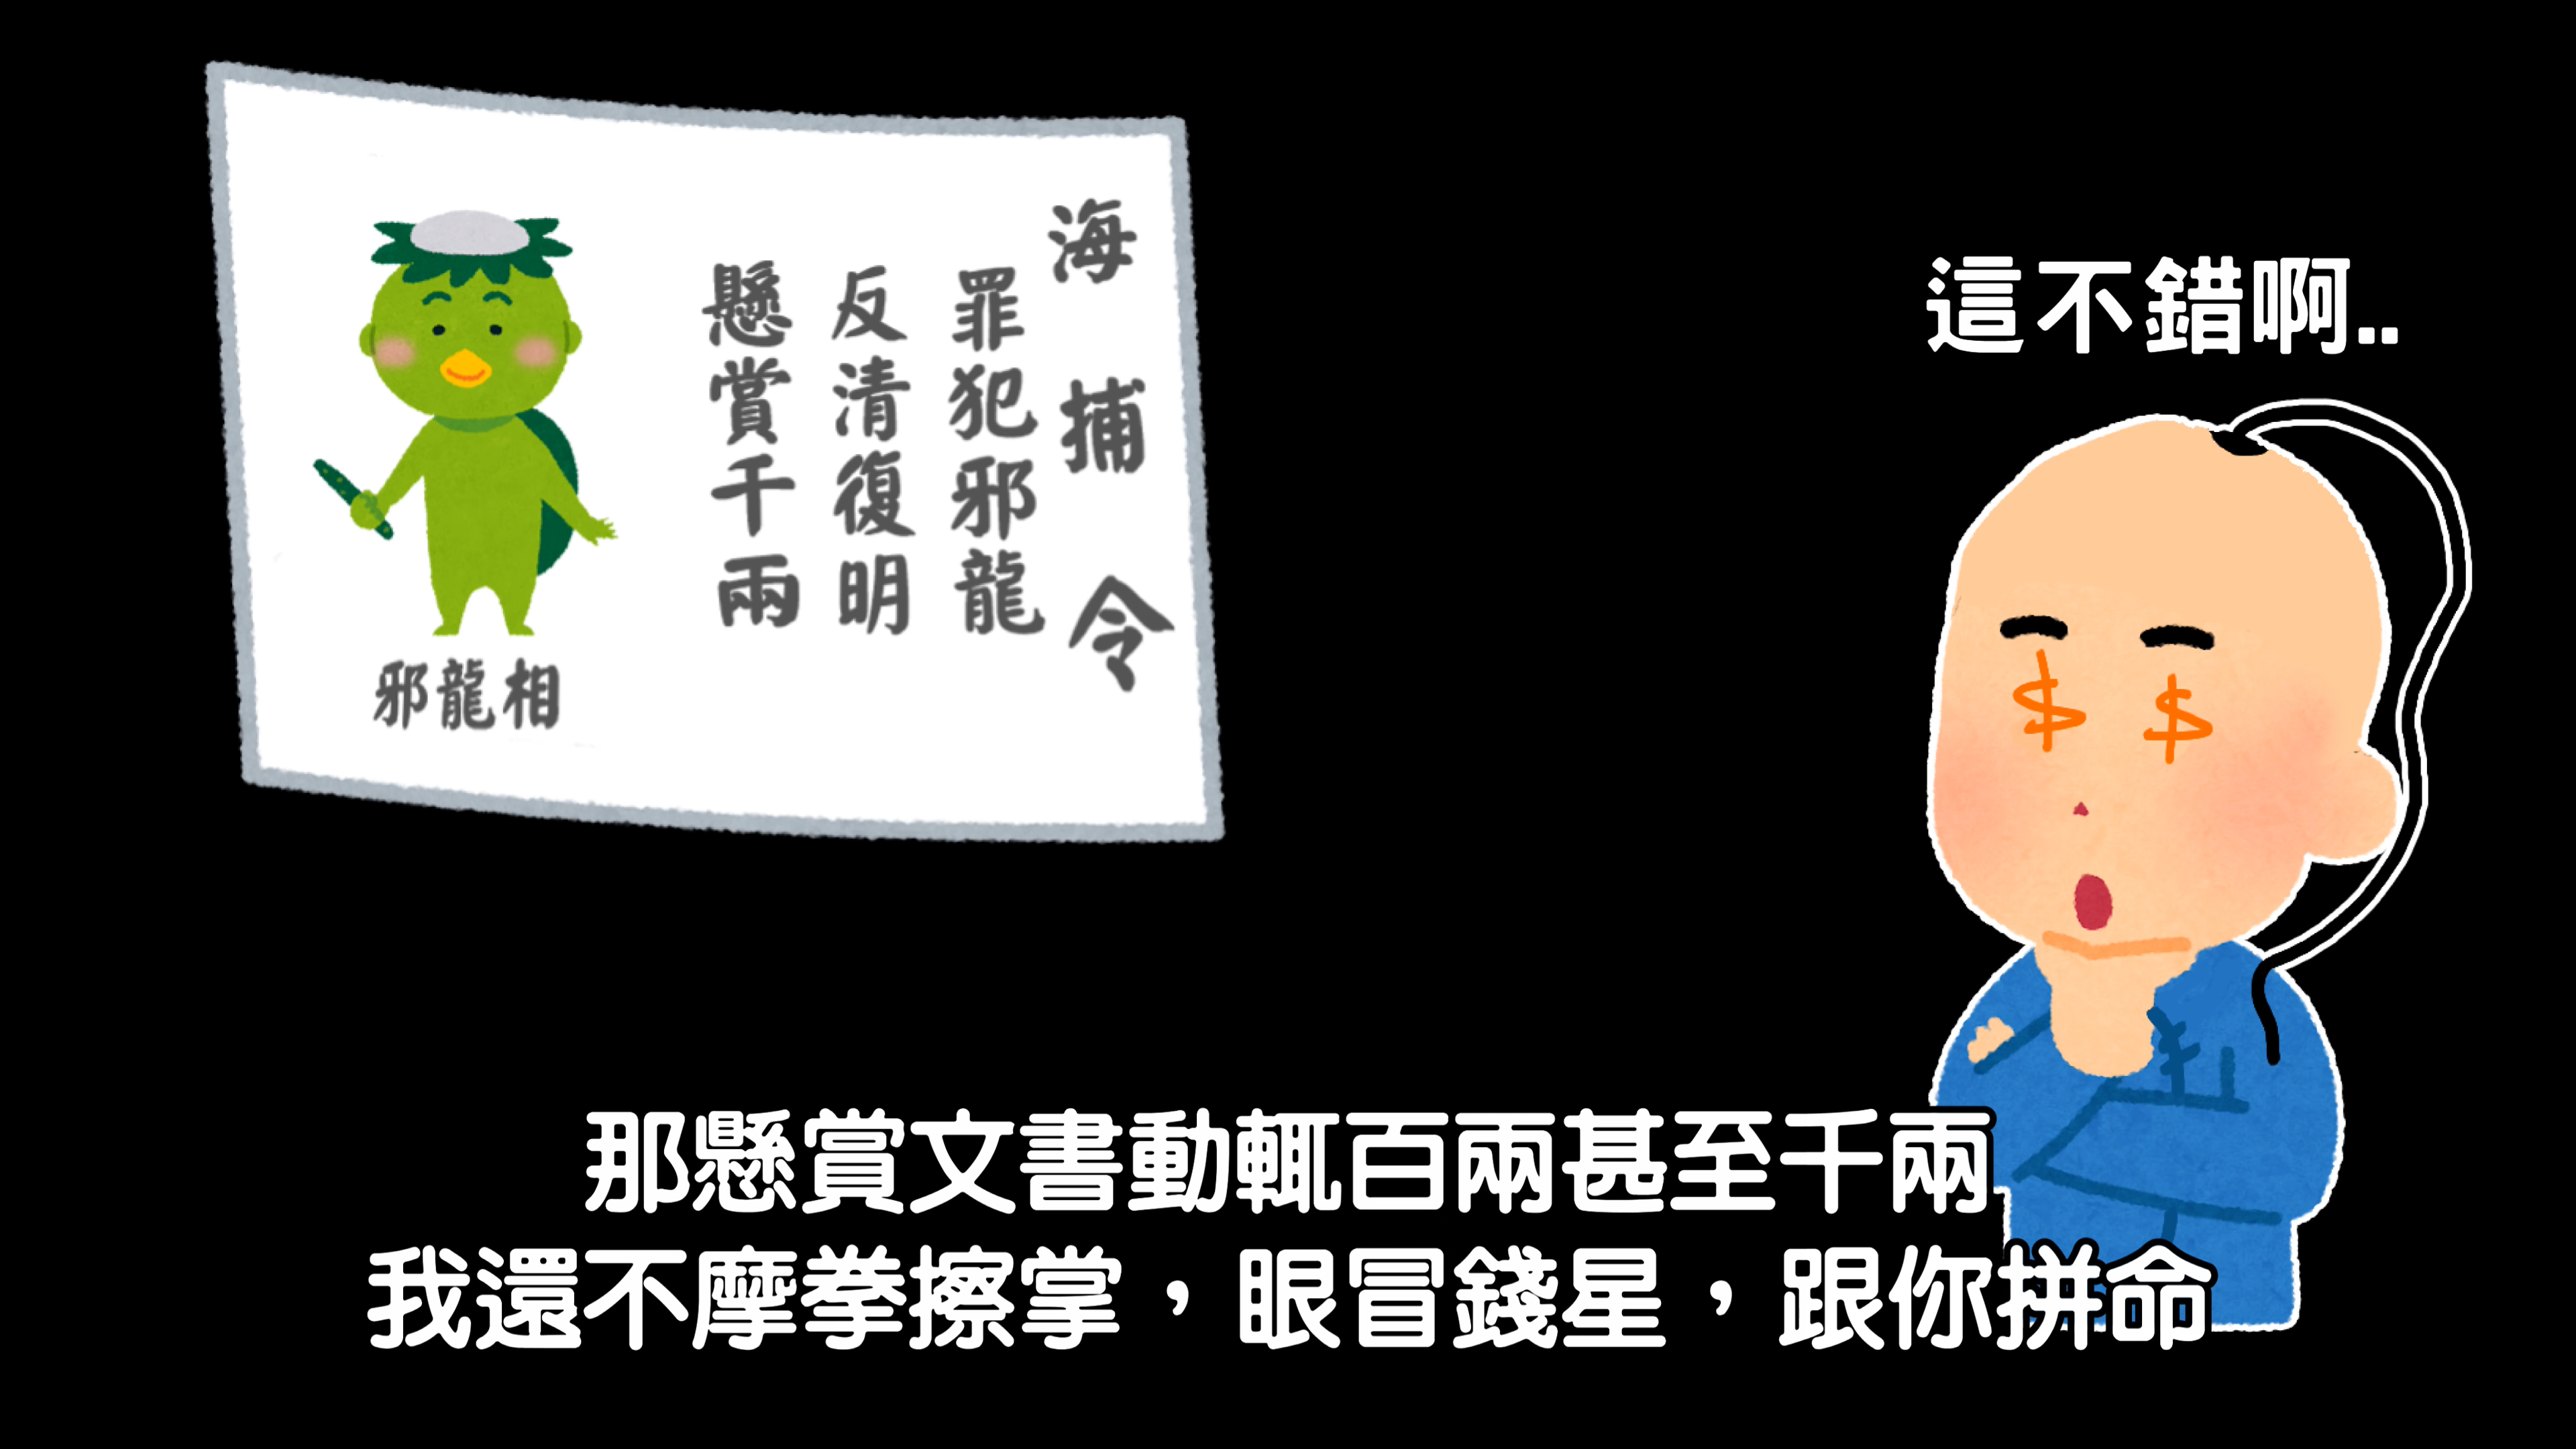 海捕令
罪犯邪龍
反清復明
懸賞千兩
邪龍相
這不錯啊..
那懸賞文書動輒百兩甚至千兩
我還不摩拳擦掌，眼冒錢星，跟你拼命